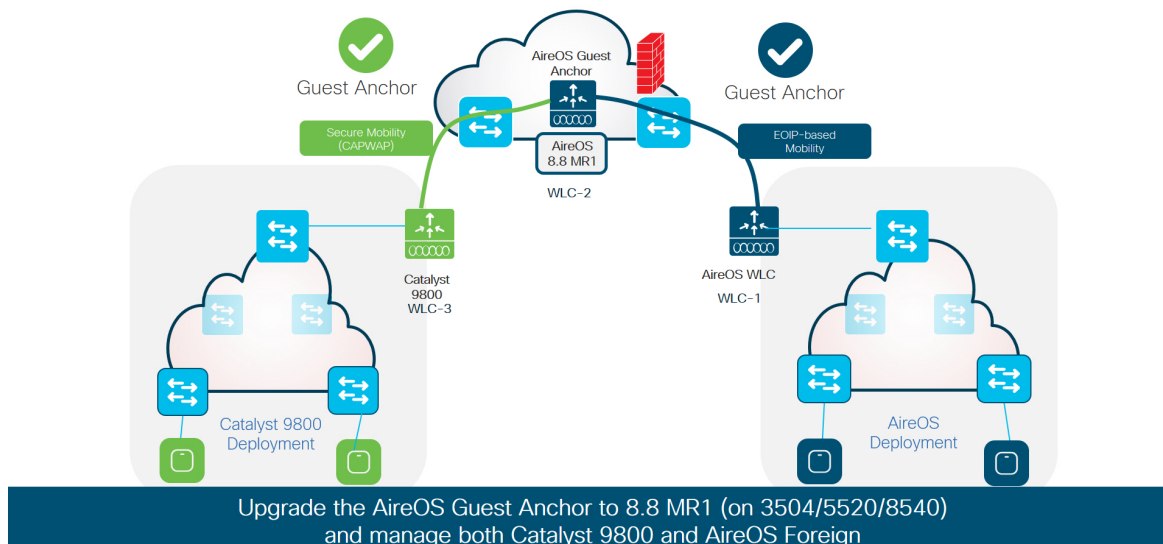 AireOS Guest
Anchor
Guest Anchor
Guest Anchor
Secure Mobility
(CAPWAP)
EOIP-based
Mobility
AireOS
8.8 MR1
WLC-2
Catalyst
9800
WLC-3
AireOS WLC
WLC-1
Catalyst 9800
Deployment
AireOS
Deployment
Upgrade the AireOS Guest Anchor to 8.8 MR1 (on 3504/5520/8540)
and manage both Catalyst 9800 and AireOS Foreign